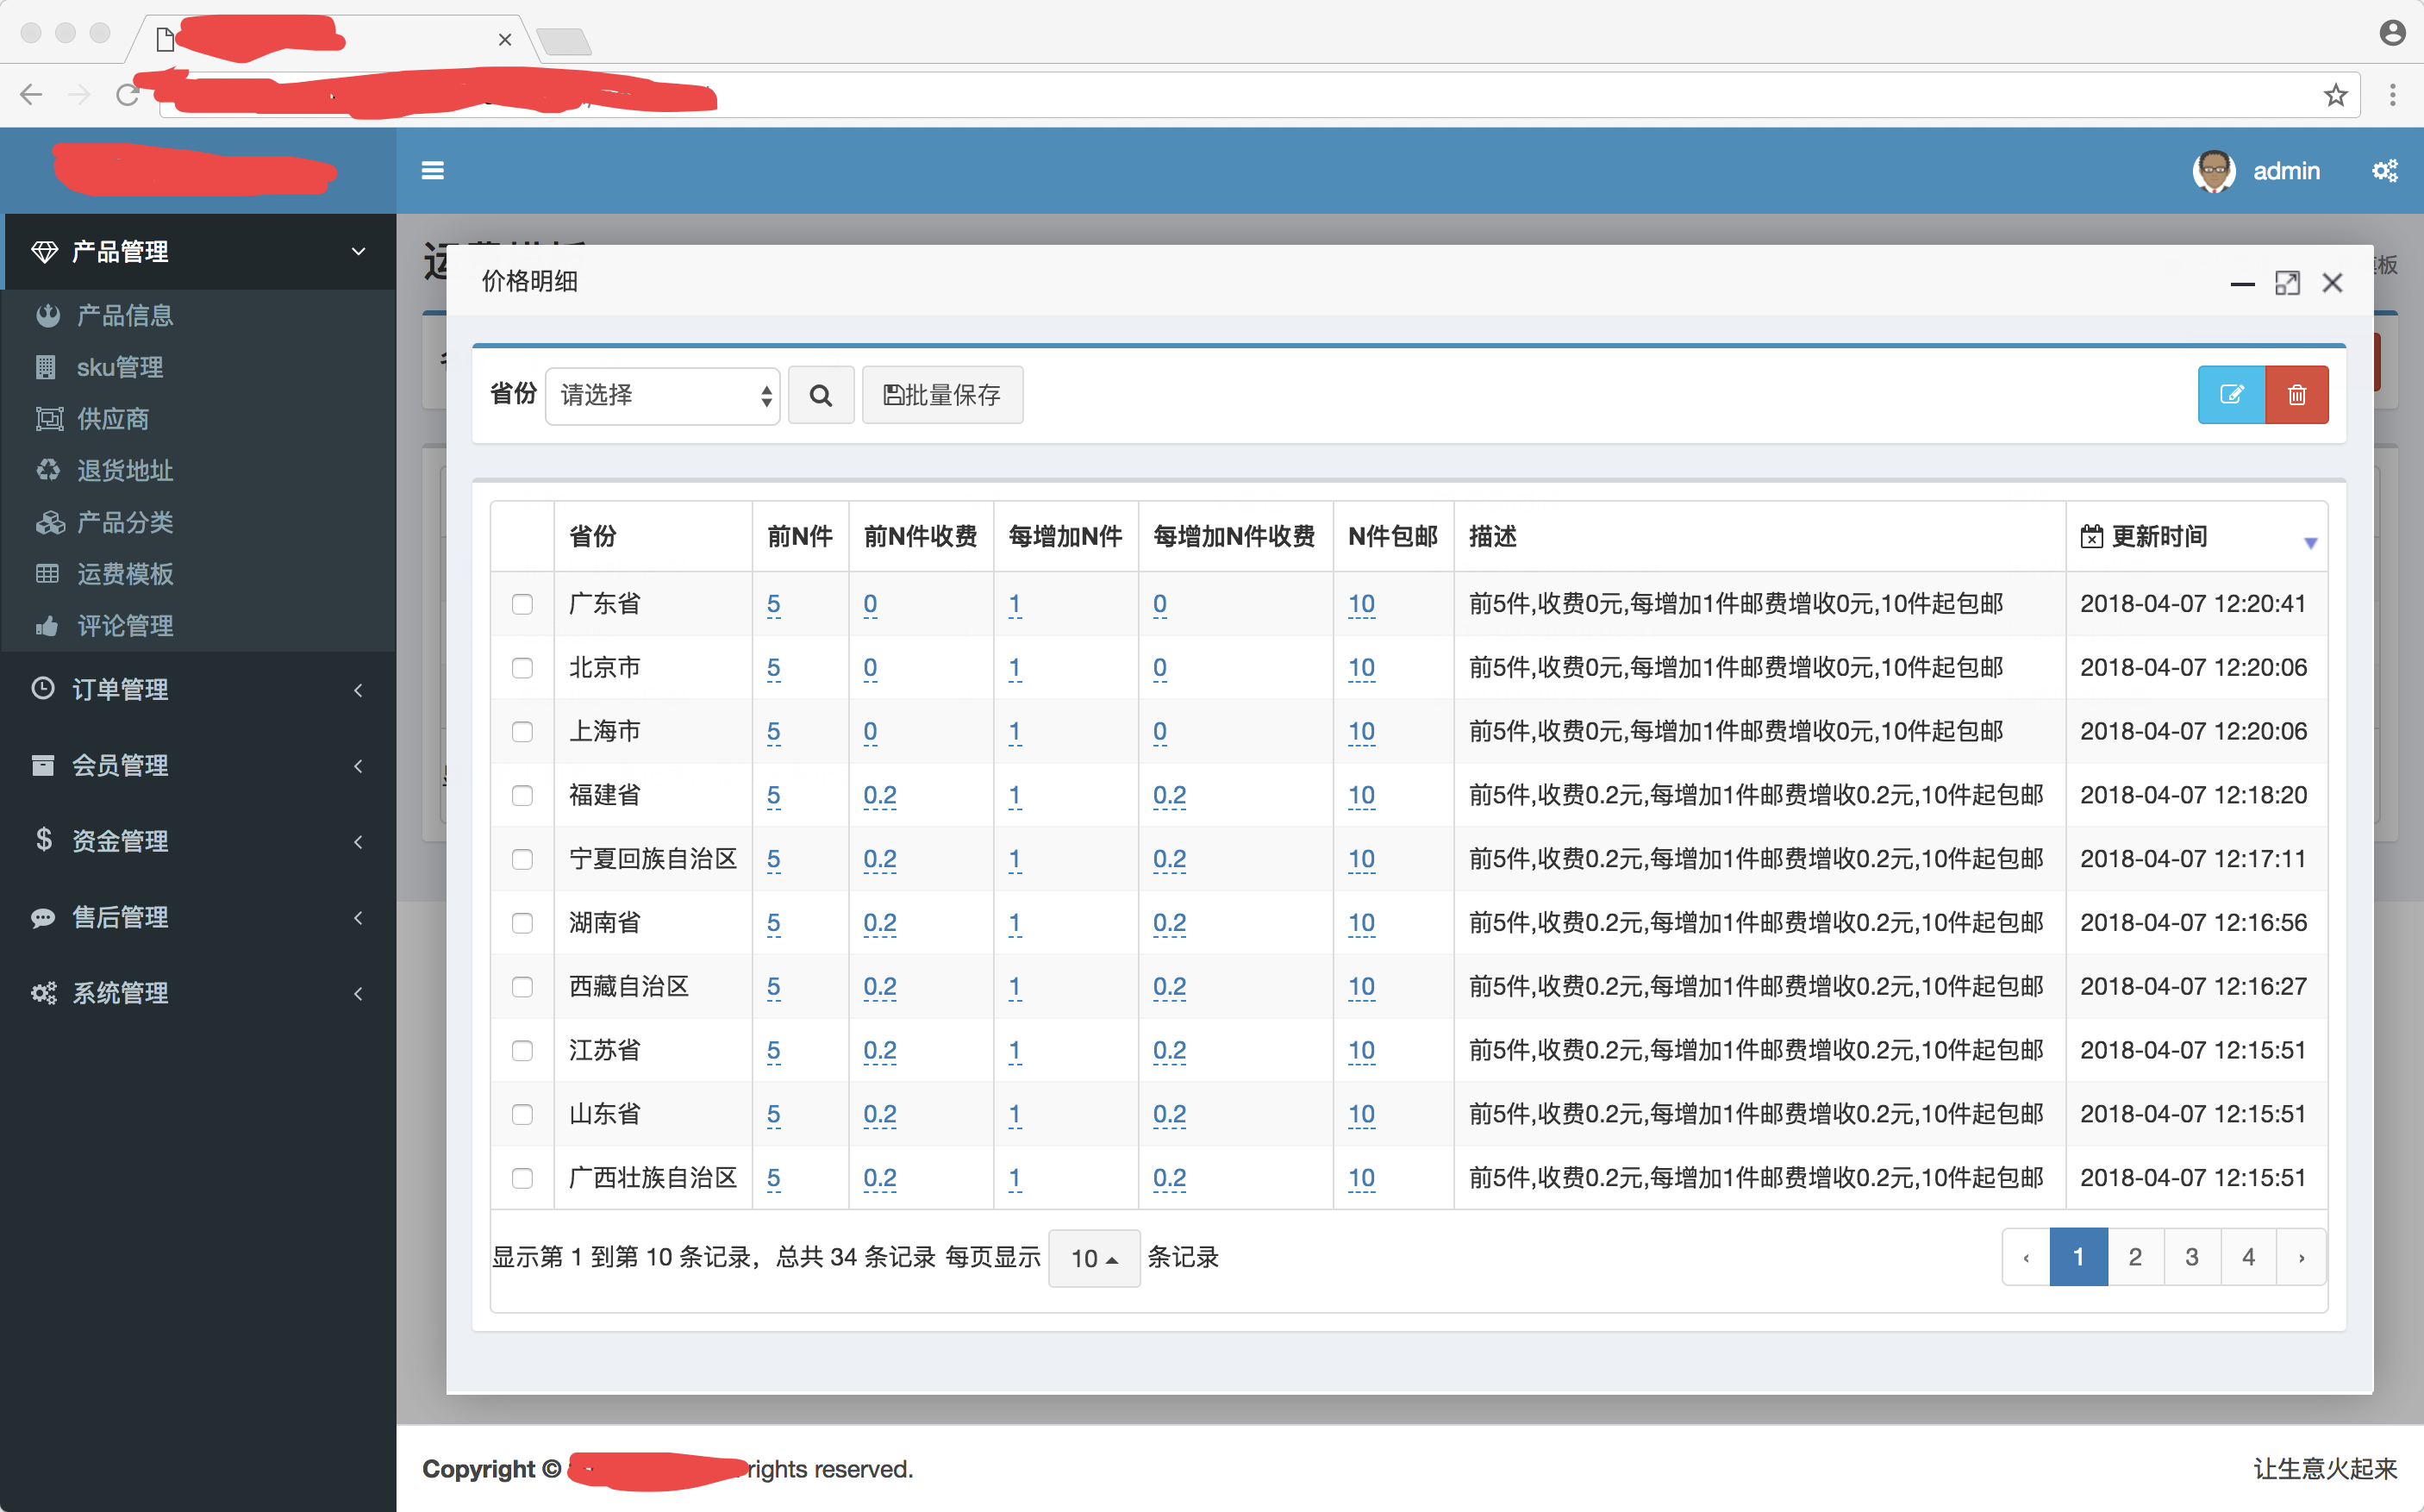 admin
产品管理
产品信息
sku管理
供应商
退货地址
产品分类
运费模板
评论管理
订单管理
会员管理
资金管理
售后管理
系统管理
价格明细
省份 请选择 批量保存
省份 前N件 前N件收费 每增加N件 每增加N件收费 N件包邮 描述 更新时间
广东省 5 0 1 0 10 前5件,收费0元,每增加1件邮费增收0元,10件起包邮 2018-04-07 12:20:41
北京市 5 0 1 0 10 前5件,收费0元,每增加1件邮费增收0元,10件起包邮 2018-04-07 12:20:06
上海市 5 0 1 0 10 前5件,收费0元,每增加1件邮费增收0元,10件起包邮 2018-04-07 12:20:06
福建省 5 0.2 1 0.2 10 前5件,收费0.2元,每增加1件邮费增收0.2元,10件起包邮 2018-04-07 12:18:20
宁夏回族自治区 5 0.2 1 0.2 10 前5件,收费0.2元,每增加1件邮费增收0.2元,10件起包邮 2018-04-07 12:17:11
湖南省 5 0.2 1 0.2 10 前5件,收费0.2元,每增加1件邮费增收0.2元,10件起包邮 2018-04-07 12:16:56
西藏自治区 5 0.2 1 0.2 10 前5件,收费0.2元,每增加1件邮费增收0.2元,10件起包邮 2018-04-07 12:16:27
江苏省 5 0.2 1 0.2 10 前5件,收费0.2元,每增加1件邮费增收0.2元,10件起包邮 2018-04-07 12:15:51
山东省 5 0.2 1 0.2 10 前5件,收费0.2元,每增加1件邮费增收0.2元,10件起包邮 2018-04-07 12:15:51
广西壮族自治区 5 0.2 1 0.2 10 前5件,收费0.2元,每增加1件邮费增收0.2元,10件起包邮 2018-04-07 12:15:51
显示第 1 到第 10 条记录，总共 34 条记录 每页显示 10 条记录
‹ 1 2 3 4 ›
Copyright © rights reserved.
让生意火起来